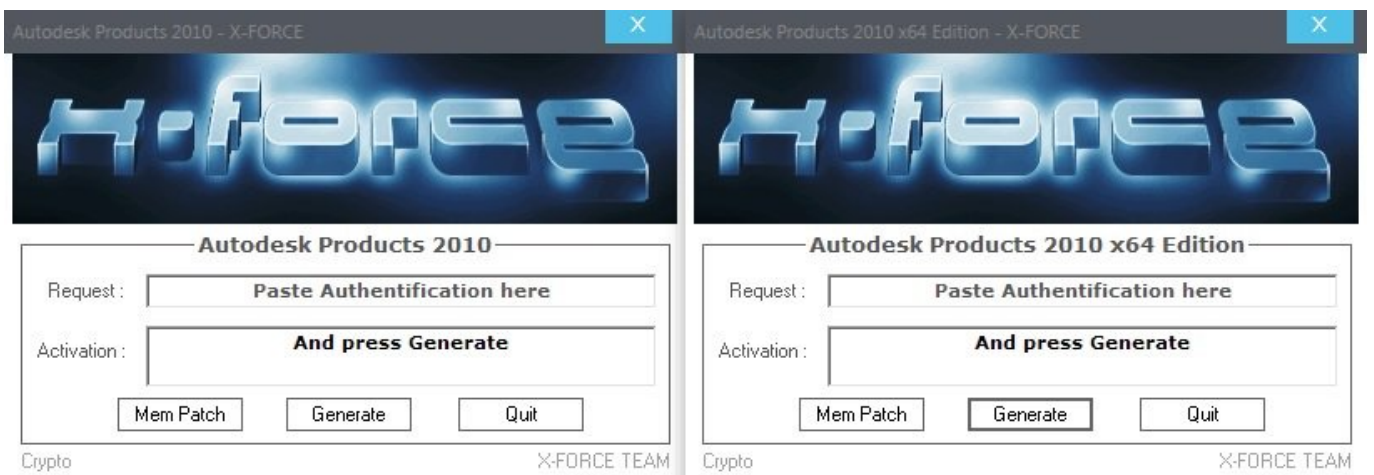 Autodesk Products 2010 - X-FORCE
X
x-force
Autodesk Products 2010
Request :
Paste Authentification here
Activation :
And press Generate
Mem Patch
Generate
Quit
Crypto
X-FORCE TEAM
Autodesk Products 2010 x64 Edition - X-FORCE
X
x-force
Autodesk Products 2010 x64 Edition
Request :
Paste Authentification here
Activation :
And press Generate
Mem Patch
Generate
Quit
Crypto
X-FORCE TEAM